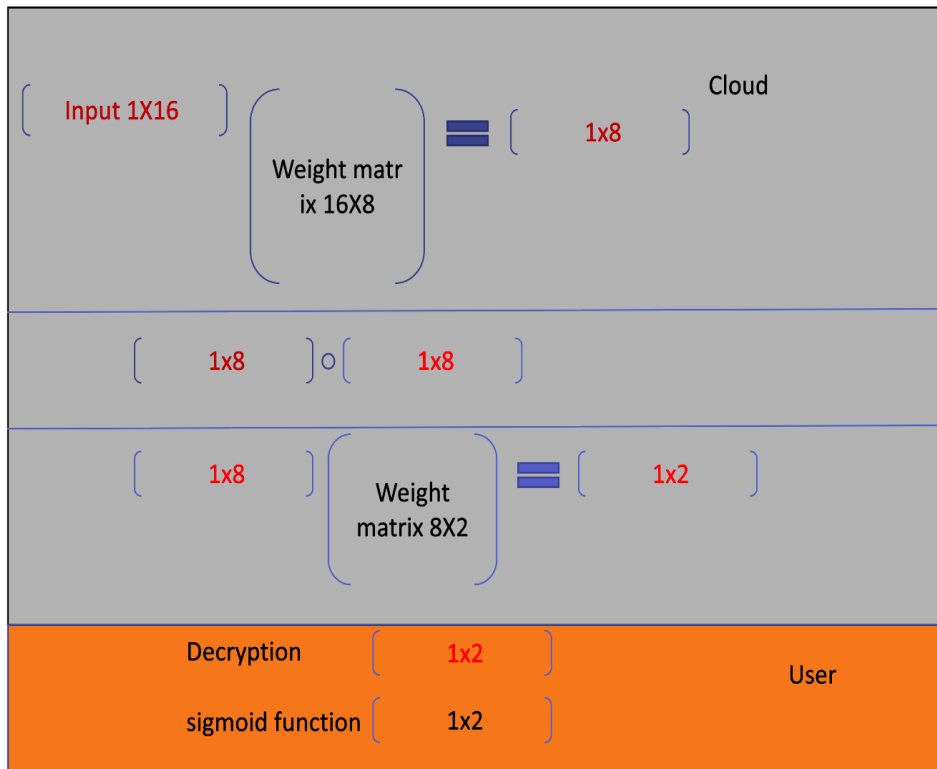 Cloud
Input 1X16
1x8
Weight matr
ix 16X8
1x8
1x8
1x8
1x2
Weight
matrix 8X2
Decryption
1x2
User
sigmoid function
1x2